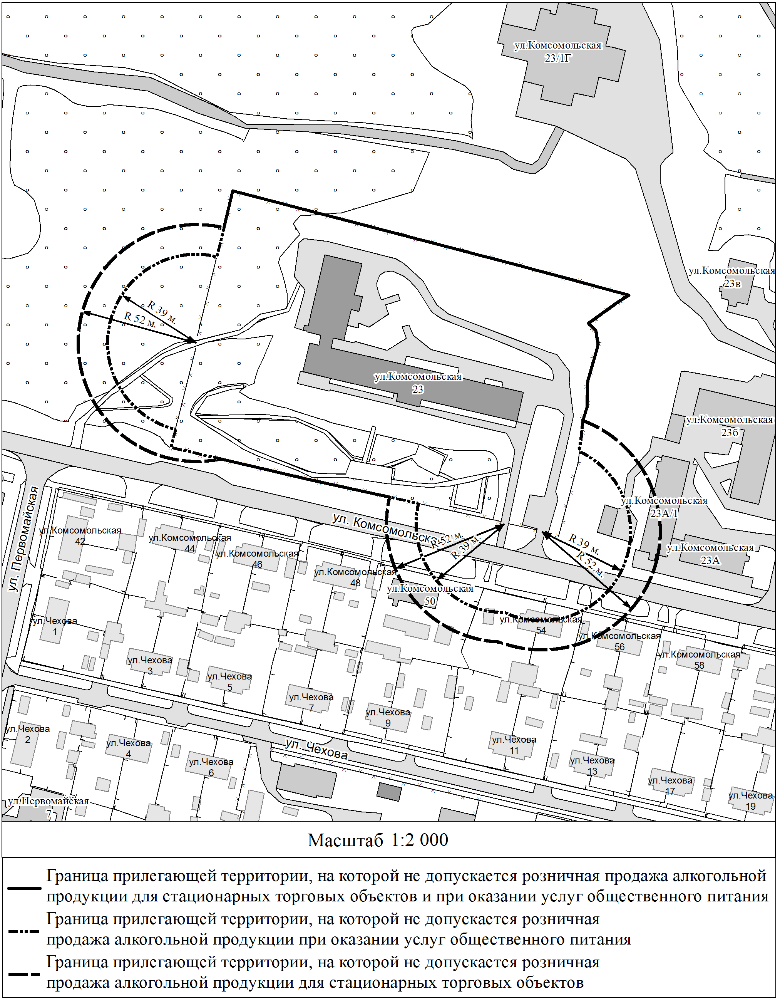 ул.Комсомольская
23/1Г
ул.Комсомольская
23в
R 39 м.
R 52 м.
ул.Комсомольская
23
ул.Комсомольская
23б
ул. Первомайская
ул.Комсомольская
23А/1
ул. Комсомольска
R 52 м.
R 39 м.
R 39 м.
R 52 м.
ул.Комсомольская
42
ул.Комсомольская
44
ул.Комсомольская
46
ул.Комсомольская
48
ул.Комсомольская
50
ул.Комсомольская
23А
ул.Комсомольская
54
ул.Комсомольская
56
ул.Комсомольская
58
ул.Чехова
1
ул.Чехова
3
ул.Чехова
5
ул.Чехова
7
ул.Чехова
9
ул.Чехова
2
ул.Чехова
4
ул.Чехова
6
ул. Чехова
ул.Чехова
11
ул.Чехова
13
ул.Чехова
17
ул.Чехова
19
ул.Первомайская
7
Масштаб 1:2 000
Граница прилегающей территории, на которой не допускается розничная продажа алкогольной
продукции для стационарных торговых объектов и при оказании услуг общественного питания
Граница прилегающей территории, на которой не допускается розничная
продажа алкогольной продукции при оказании услуг общественного питания
Граница прилегающей территории, на которой не допускается розничная
продажа алкогольной продукции для стационарных торговых объектов